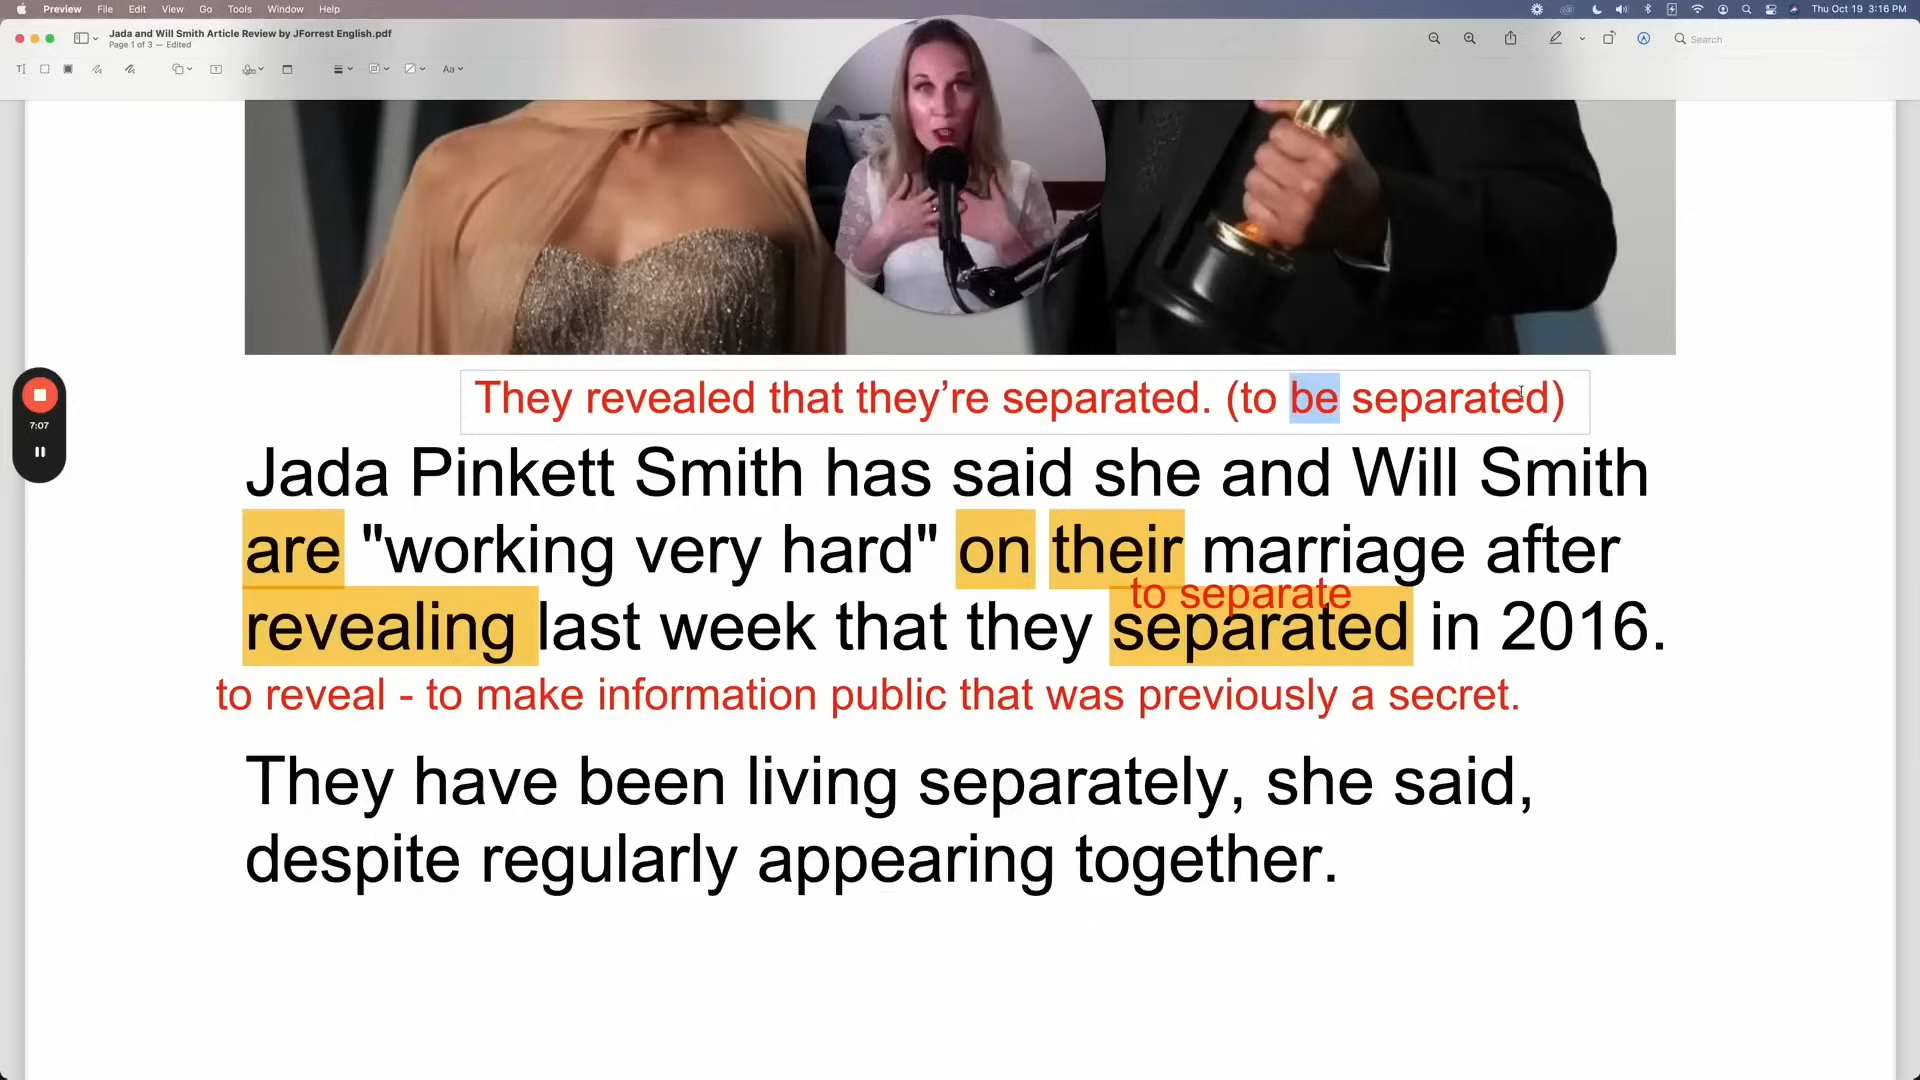 Preview File Edit View Go Tools Window Help
Thu Oct 19 3:16 PM
Jada and Will Smith Article Review by JForrest English.pdf
Page 1 of 3 — Edited
Search
Aa
7:07
They revealed that they’re separated. (to be separated)
Jada Pinkett Smith has said she and Will Smith
are "working very hard" on their marriage after
to separate
revealing last week that they separated in 2016.
to reveal - to make information public that was previously a secret.
They have been living separately, she said,
despite regularly appearing together.